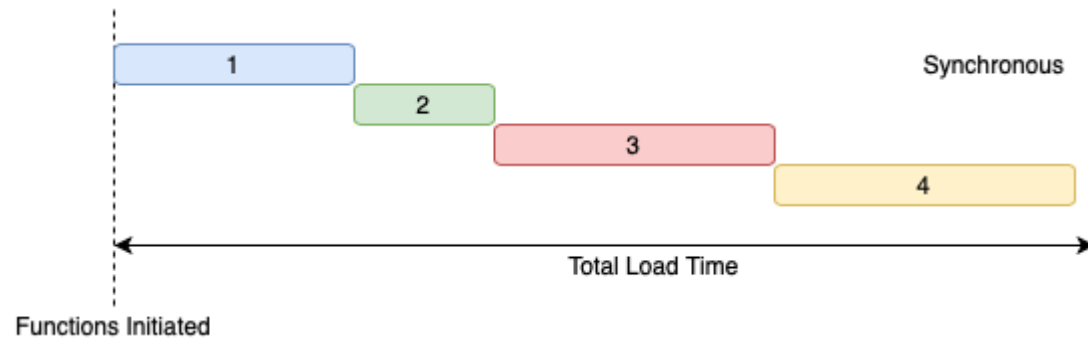 1
Synchronous
2
3
4
Total Load Time
Functions Initiated